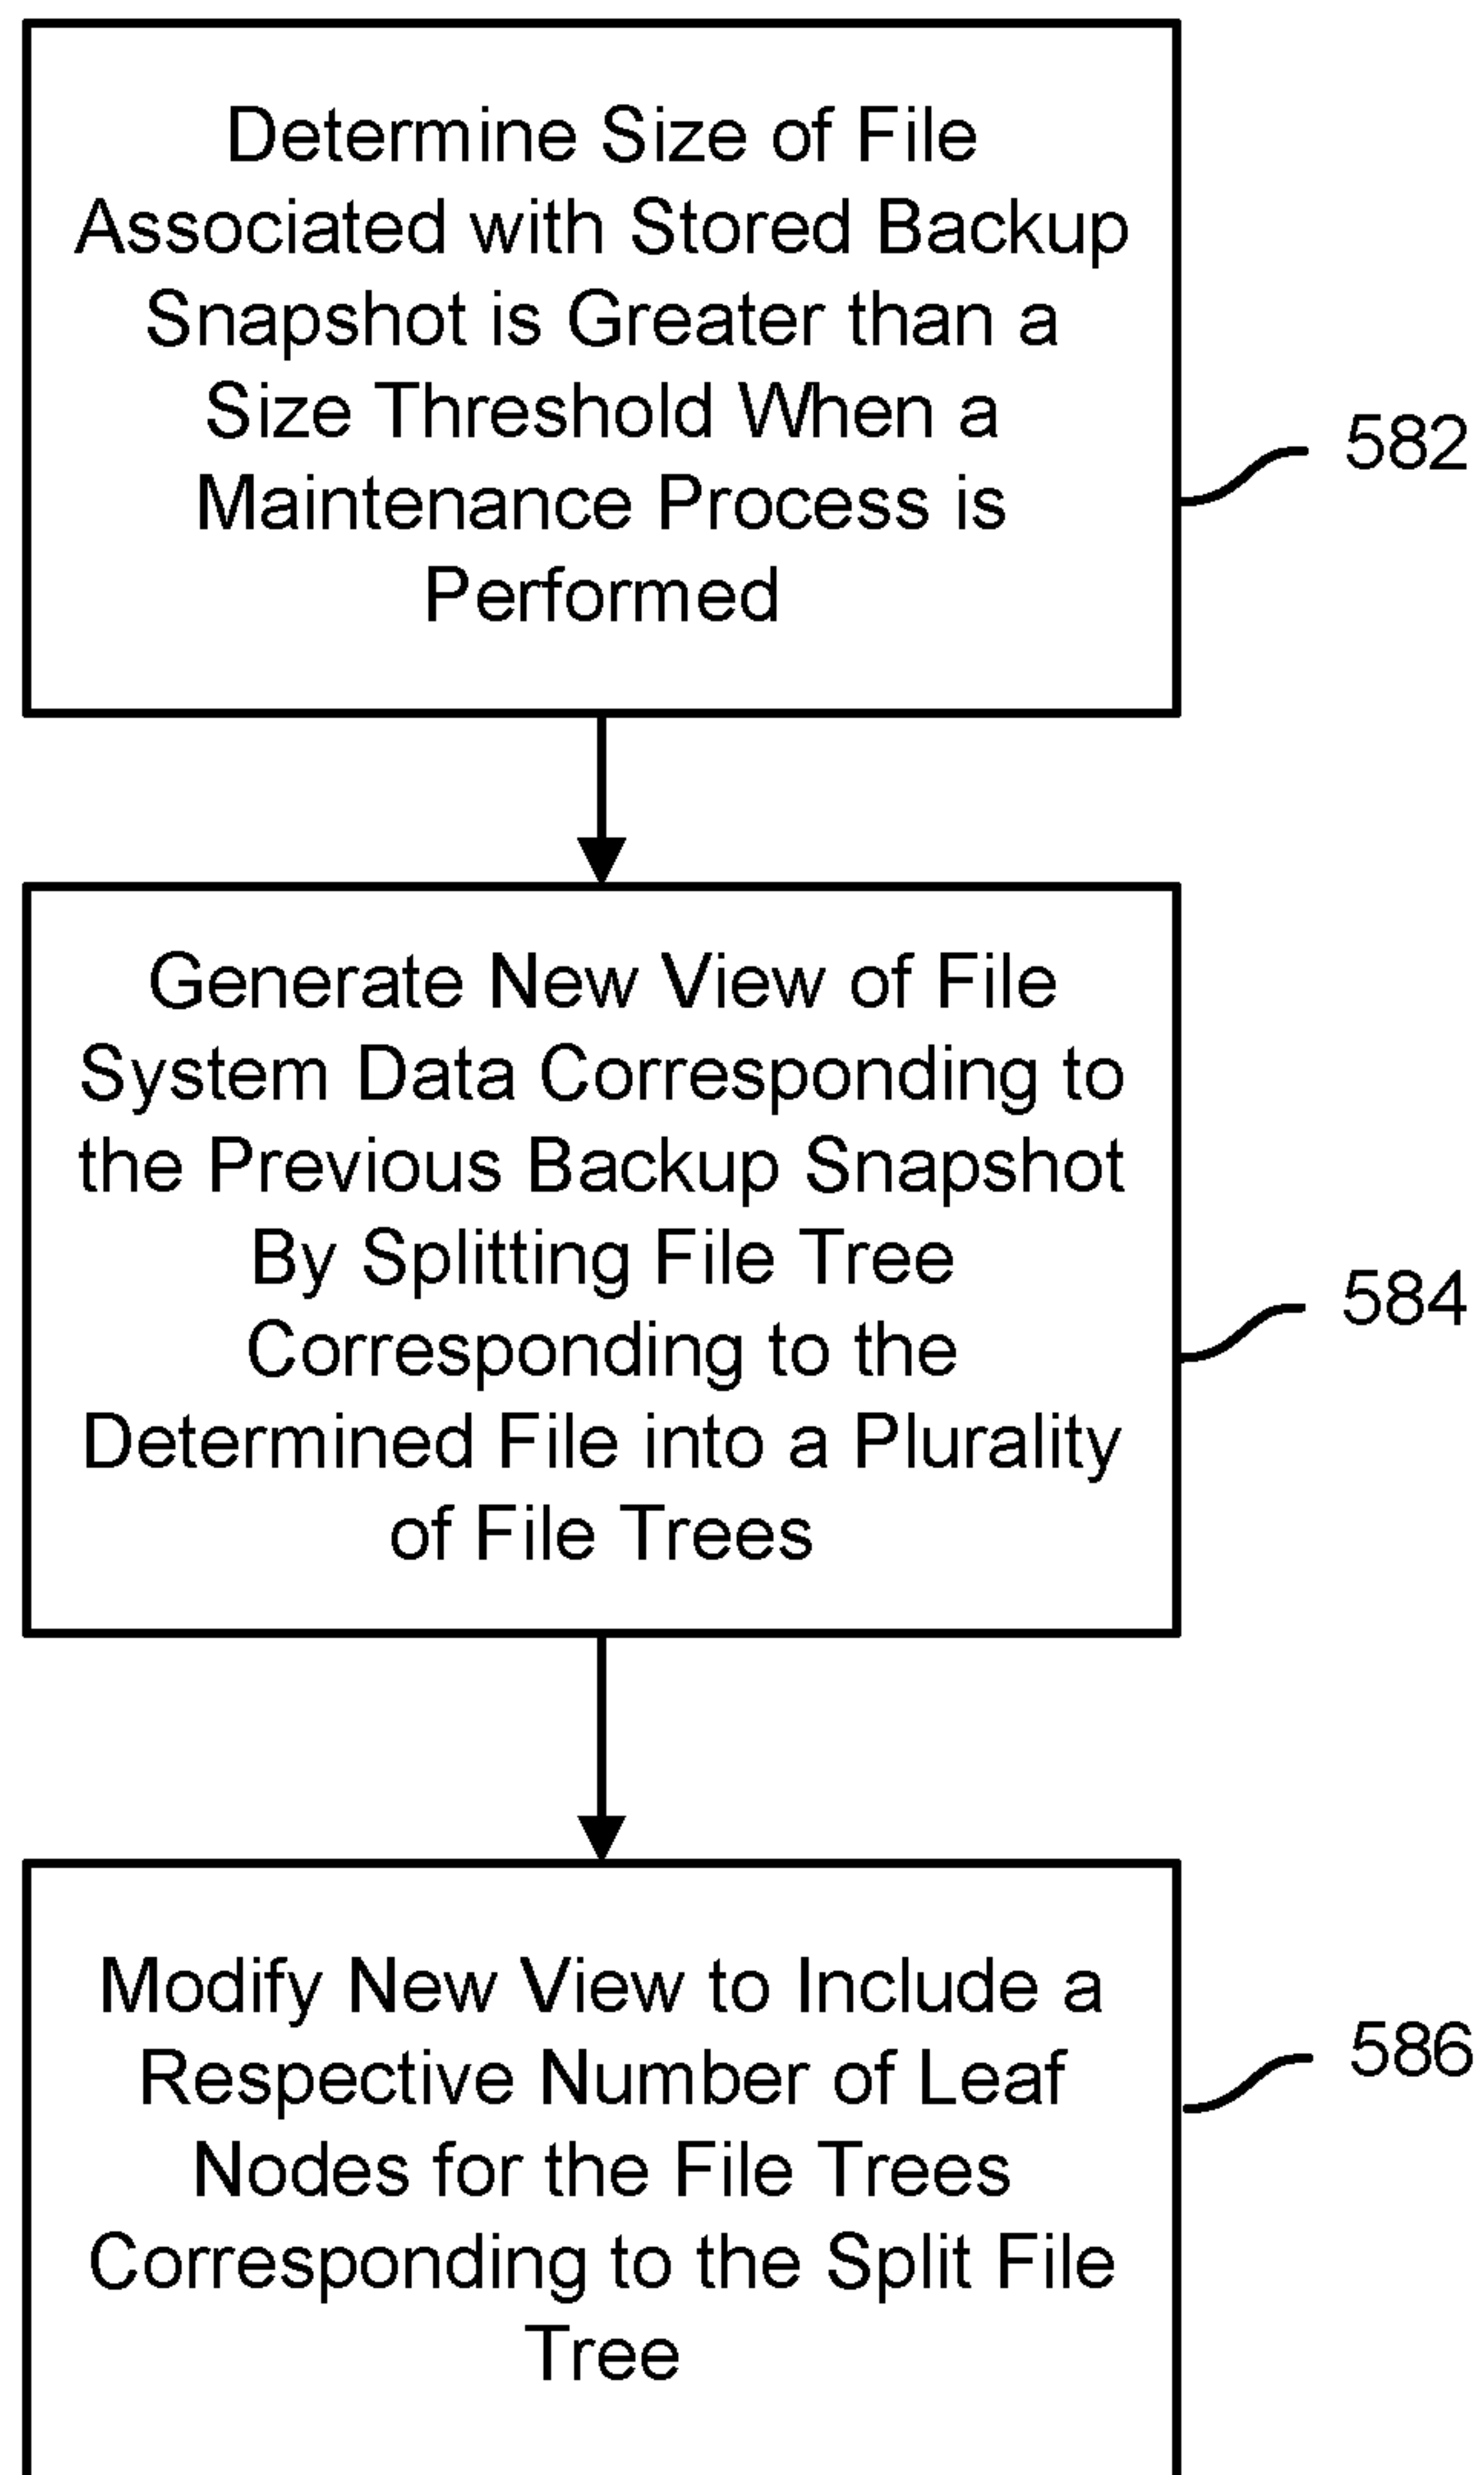 Determine Size of File
Associated with Stored Backup
Snapshot is Greater than a
Size Threshold When a
Maintenance Process is
Performed
582
Generate New View of File
System Data Corresponding to
the Previous Backup Snapshot
By Splitting File Tree
Corresponding to the
Determined File into a Plurality
of File Trees
584
Modify New View to Include a
Respective Number of Leaf
Nodes for the File Trees
Corresponding to the Split File
Tree
586